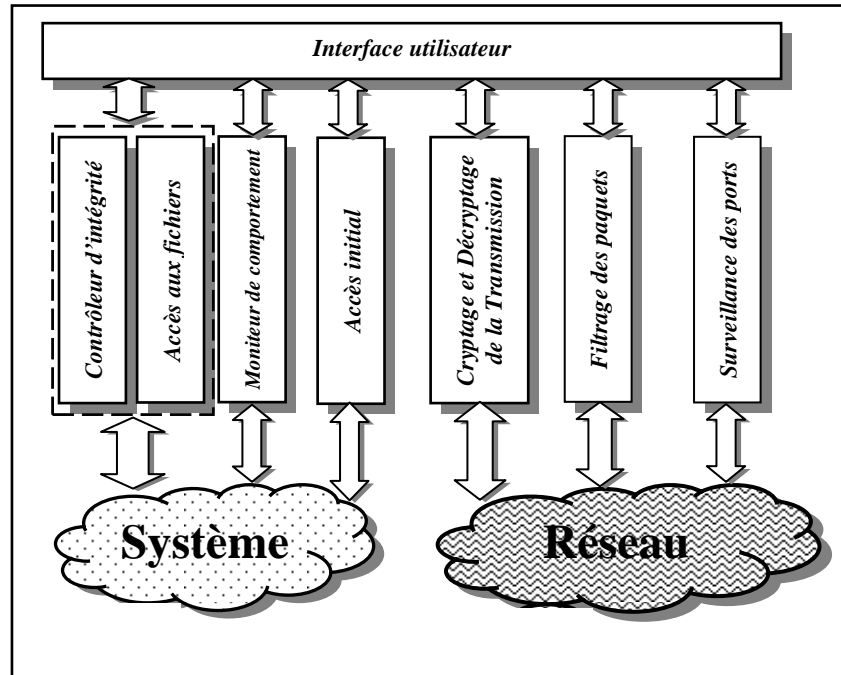 Interface utilisateur
Contrôleur d'intégrité
Accès aux fichiers
Moniteur de comportement
Accès initial
Cryptage et Décryptage
de la Transmission
Filtrage des paquets
Surveillance des ports
Système
Réseau